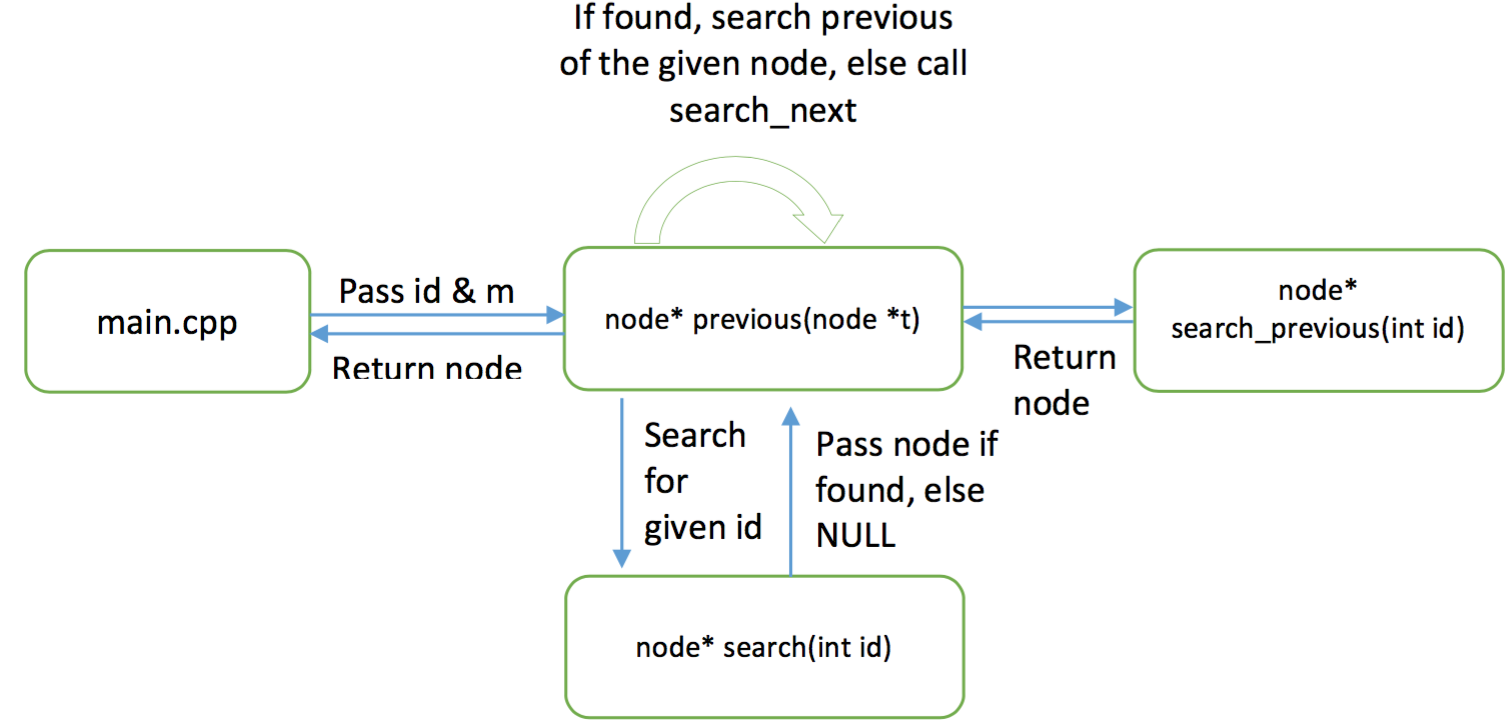 If found, search previous
of the given node, else call
search_next
main.cpp
Pass id & m
Return node
node* previous(node *t)
node*
search_previous(int id)
Return
node
Search
for
given id
Pass node if
found, else
NULL
node* search(int id)